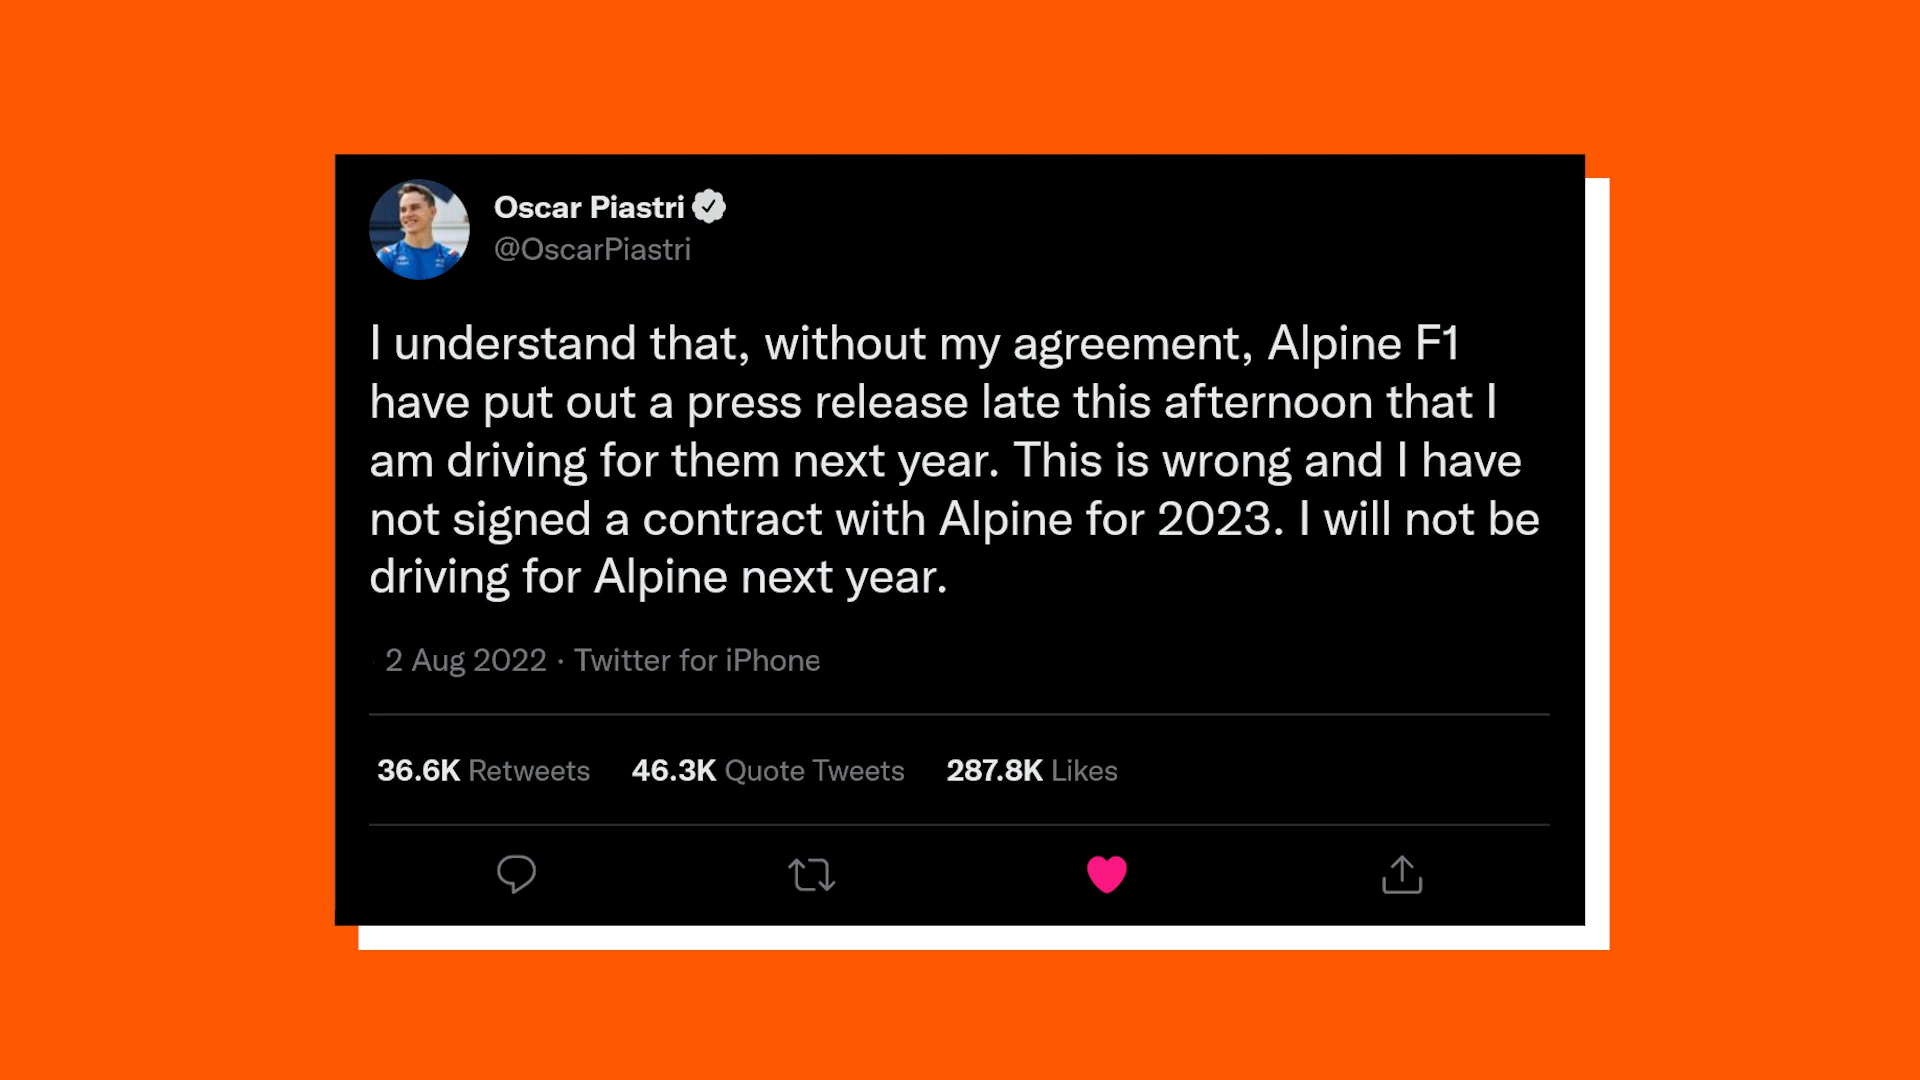 Oscar Piastri
@OscarPiastri
I understand that, without my agreement, Alpine F1
have put out a press release late this afternoon that I
am driving for them next year. This is wrong and I have
not signed a contract with Alpine for 2023. I will not be
driving for Alpine next year.
· 2 Aug 2022 · Twitter for iPhone
36.6K Retweets 46.3K Quote Tweets 287.8K Likes